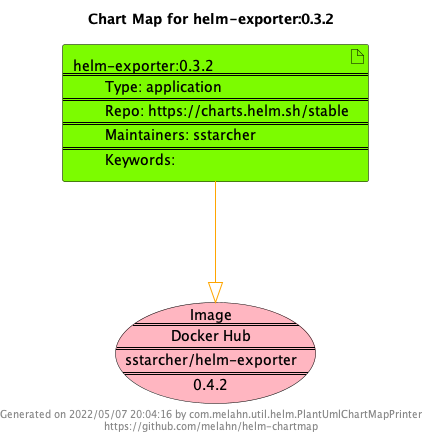 Chart Map for helm-exporter:0.3.2
helm-exporter:0.3.2
Type: application
Repo: https://charts.helm.sh/stable
Maintainers: sstarcher
Keywords:
Image
Docker Hub
sstarcher/helm-exporter
0.4.2
Generated on 2022/05/07 20:04:16 by com.melahn.util.helm.PlantUmlChartMapPrinter
https://github.com/melahn/helm-chartmap